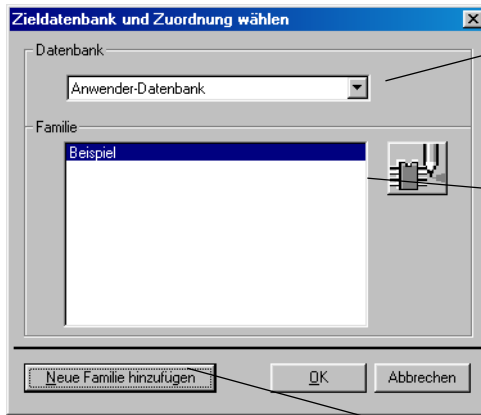 Zieldatenbank und Zuordnung wählen
Datenbank
Anwender-Datenbank
Familie
Beispiel
Neue Familie hinzufügen
OK
Abbrechen